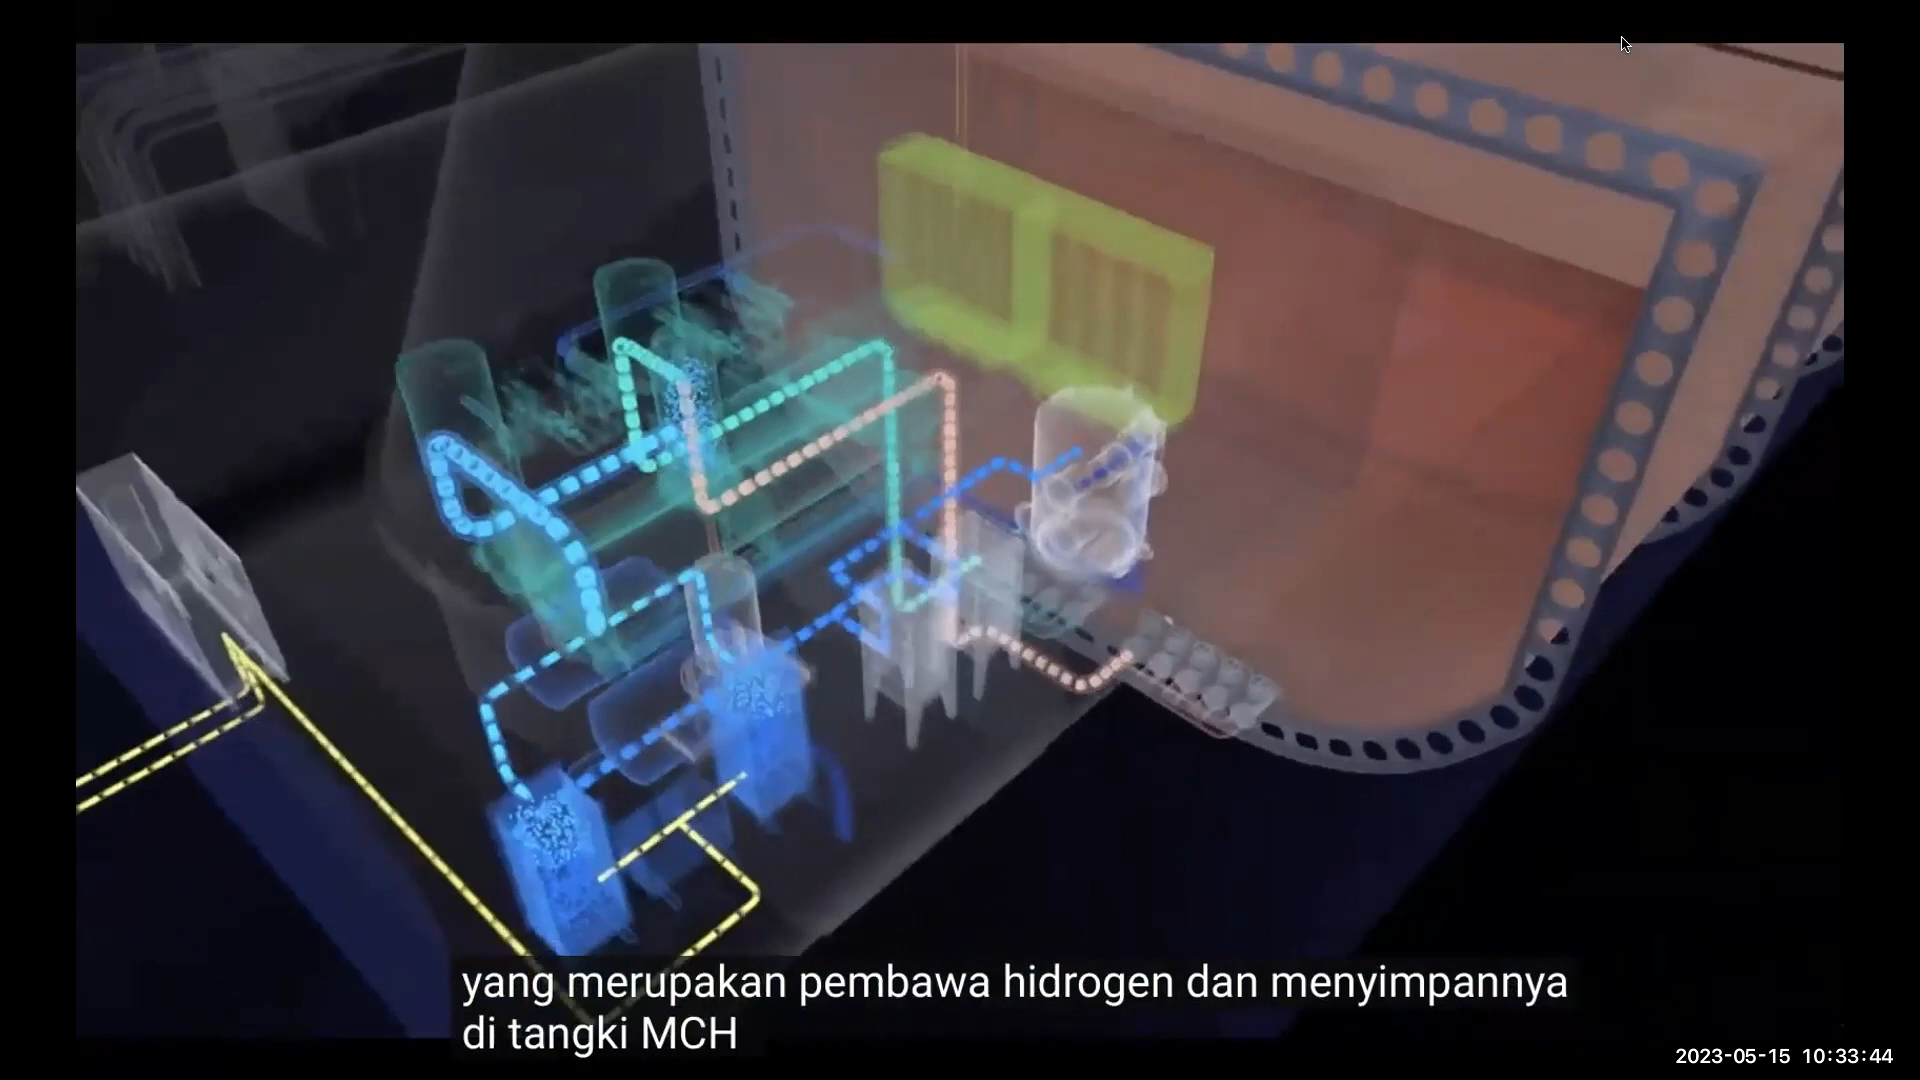 yang merupakan pembawa hidrogen dan menyimpannya
di tangki MCH
2023-05-15 10:33:44